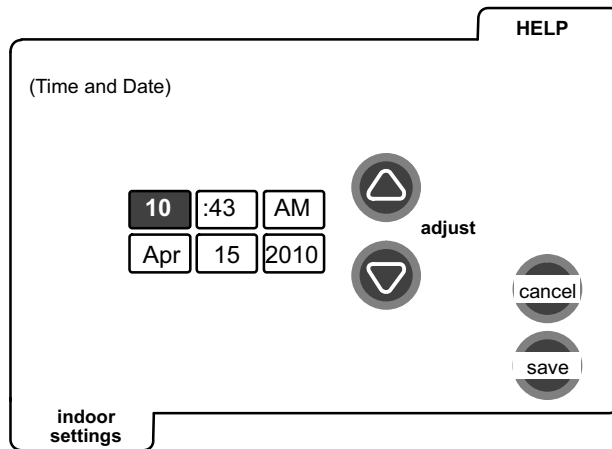 HELP
(Time and Date)
10 :43 AM
adjust
Apr 15 2010
cancel
save
indoor
settings